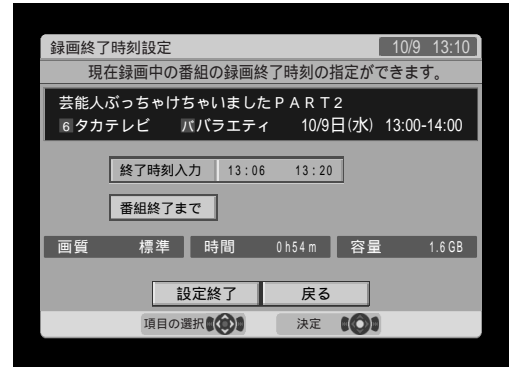 録画終了時刻設定 10/9 13:10
現在録画中の番組の録画終了時刻の指定ができます。
芸能人ぶっちゃけちゃいましたPART2
6 タカテレビ バ バラエティ 10/9日(水) 13:00-14:00
終了時刻入力 13:06 13:20
番組終了まで
画質 標準 時間 0h54m 容量 1.6GB
設定終了 戻る
項目の選択 決定